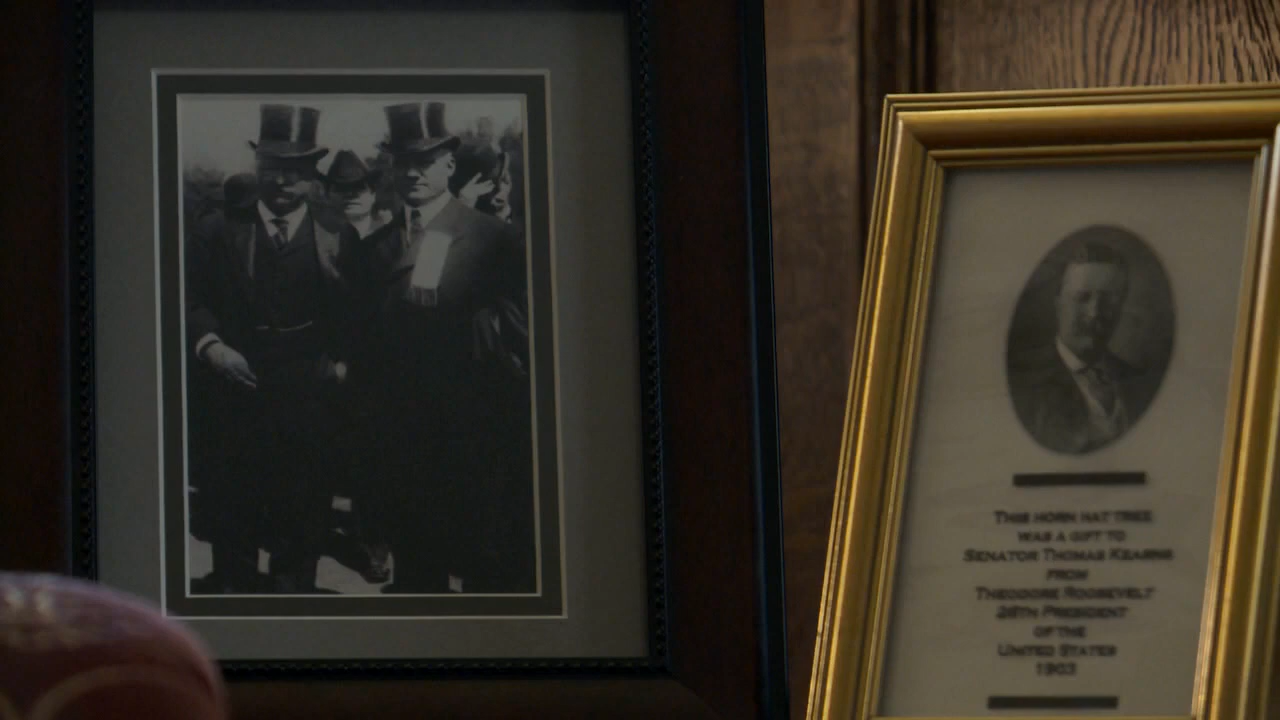 THIS HORN HAT TREE
WAS A GIFT TO
SENATOR THOMAS KEARNS
FROM
THEODORE ROOSEVELT
26TH PRESIDENT
OF THE
UNITED STATES
1903